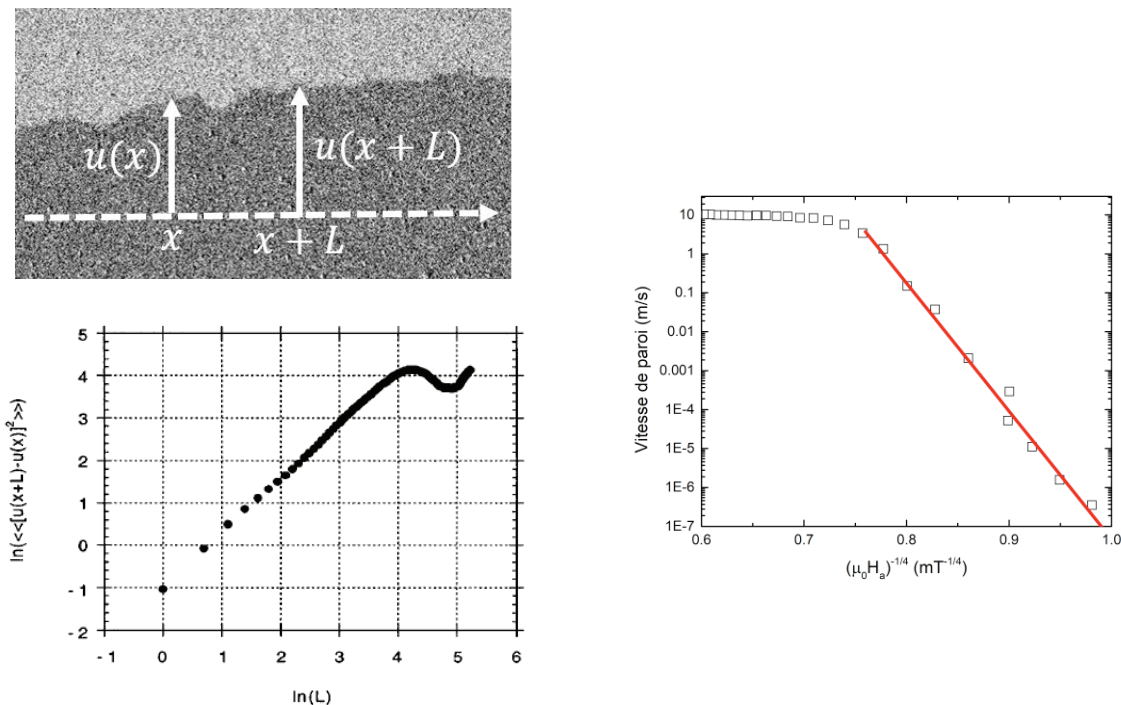 u(x)
u(x + L)
x
x + L
5
4
3
2
1
0
- 1
- 2
- 1
0
1
2
3
4
5
6
ln(<<[u(x+L)-u(x)]²>>)
ln(L)
10
1
0.1
0.01
0.001
1E-4
1E-5
1E-6
1E-7
0.6
0.7
0.8
0.9
1.0
Vitesse de paroi (m/s)
(μ₀Hₐ)⁻¹/⁴ (mT⁻¹/⁴)